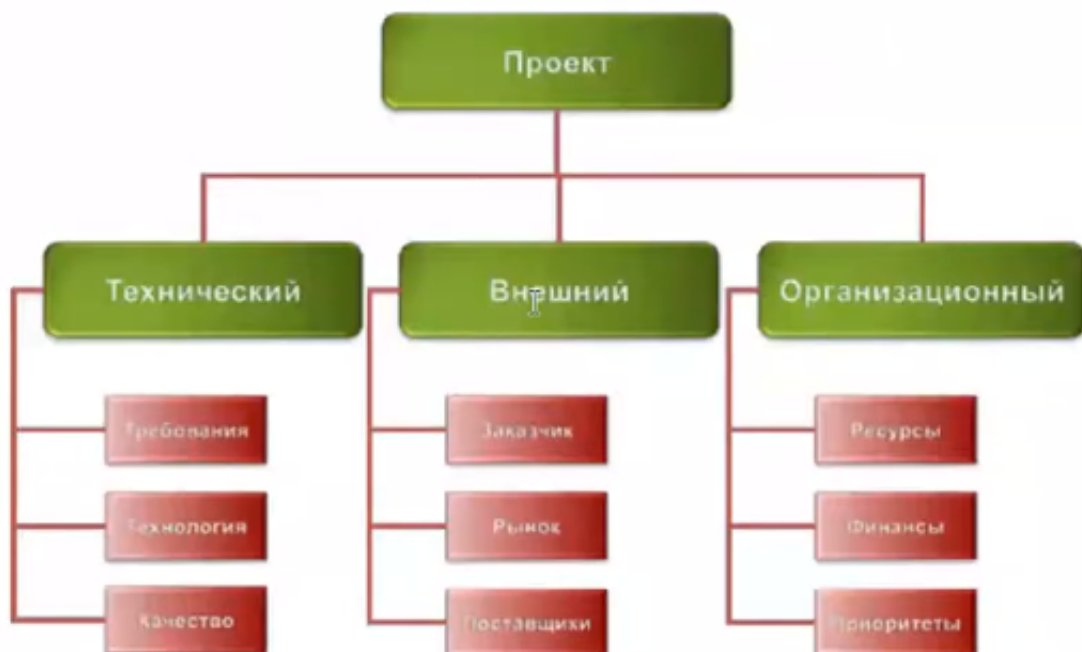 Проект
Технический
Внешний
Организационный
Требования
Заказчик
Ресурсы
Технология
Рынок
Финансы
Качество
Поставщики
Приоритеты